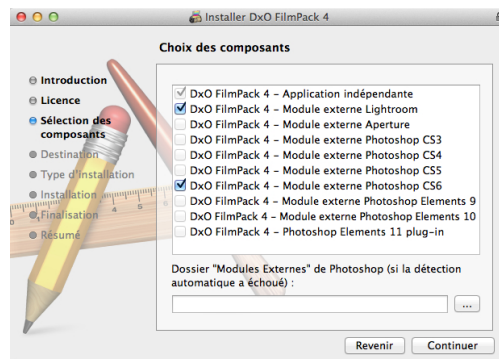 Installer DxO FilmPack 4
Choix des composants
Introduction
Licence
Sélection des
composants
Destination
Type d'installation
Installation
Finalisation
Résumé
DxO FilmPack 4 – Application indépendante
DxO FilmPack 4 – Module externe Lightroom
DxO FilmPack 4 – Module externe Aperture
DxO FilmPack 4 – Module externe Photoshop CS3
DxO FilmPack 4 – Module externe Photoshop CS4
DxO FilmPack 4 – Module externe Photoshop CS5
DxO FilmPack 4 – Module externe Photoshop CS6
DxO FilmPack 4 – Module externe Photoshop Elements 9
DxO FilmPack 4 – Module externe Photoshop Elements 10
DxO FilmPack 4 – Photoshop Elements 11 plug-in
Dossier "Modules Externes" de Photoshop (si la détection
automatique a échoué) :
...
Revenir
Continuer
4 5